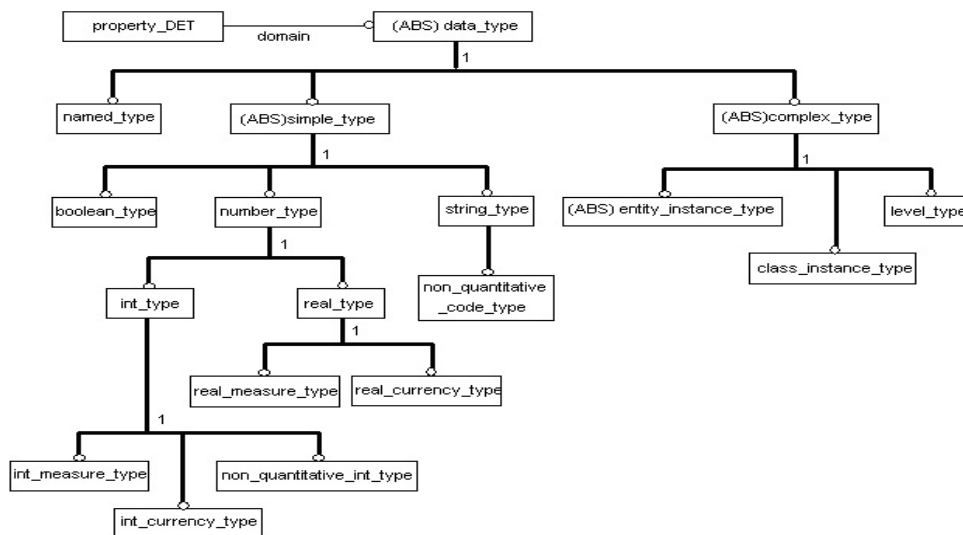 property_DET
domain
(ABS) data_type
1
named_type
(ABS)simple_type
(ABS)complex_type
1
1
boolean_type
number_type
string_type
(ABS) entity_instance_type
level_type
1
class_instance_type
int_type
real_type
non_quantitative
_code_type
1
real_measure_type
real_currency_type
1
int_measure_type
non_quantitative_int_type
int_currency_type